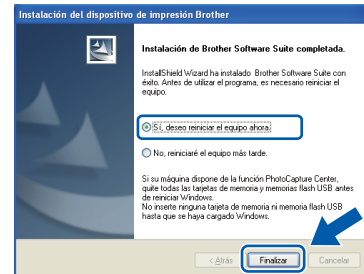 Instalación del dispositivo de impresión Brother
Instalación de Brother Software Suite completada.
InstallShield Wizard ha instalado Brother Software Suite con
éxito. Antes de utilizar el programa, es necesario reiniciar el
equipo.
Sí, deseo reiniciar el equipo ahora.
No, reiniciaré el equipo más tarde.
Si su máquina dispone de la función PhotoCapture Center,
quite todas las tarjetas de memoria y memorias flash USB antes
de reiniciar Windows.
No inserte ninguna tarjeta de memoria ni memoria flash USB
hasta que se haya cargado Windows.
< Atrás Finalizar Cancelar